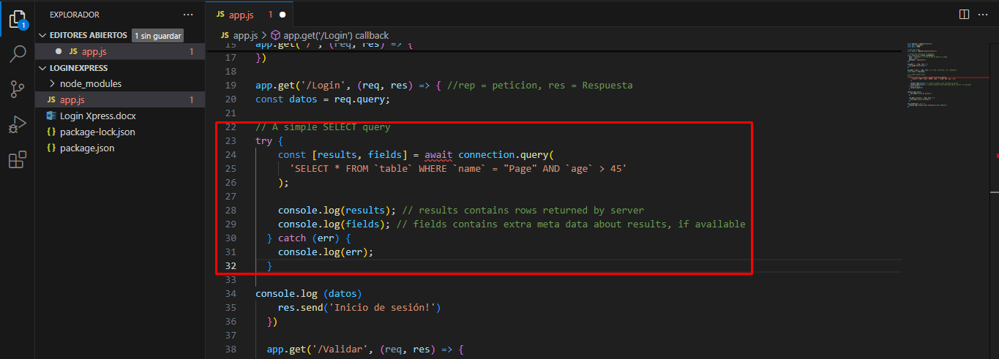 EXPLORADOR
EDITORES ABIERTOS 1 sin guardar
JS app.js 1
LOGINEXPRESS
node_modules
JS app.js 1
Login Xpress.docx
{} package-lock.json
{} package.json
1
JS app.js 1
JS app.js > app.get('/Login') callback
15 app.get('/', (req, res) => {
17 })
18
19 app.get('/Login', (req, res) => { //rep = peticion, res = Respuesta
20 const datos = req.query;
21
22 // A simple SELECT query
23 try {
24 const [results, fields] = await connection.query(
25 'SELECT * FROM `table` WHERE `name` = "Page" AND `age` > 45'
26 );
27
28 console.log(results); // results contains rows returned by server
29 console.log(fields); // fields contains extra meta data about results, if available
30 } catch (err) {
31 console.log(err);
32 }
33
34 console.log (datos)
35 res.send('Inicio de sesión!')
36 })
37
38 app.get('/Validar', (req, res) => {